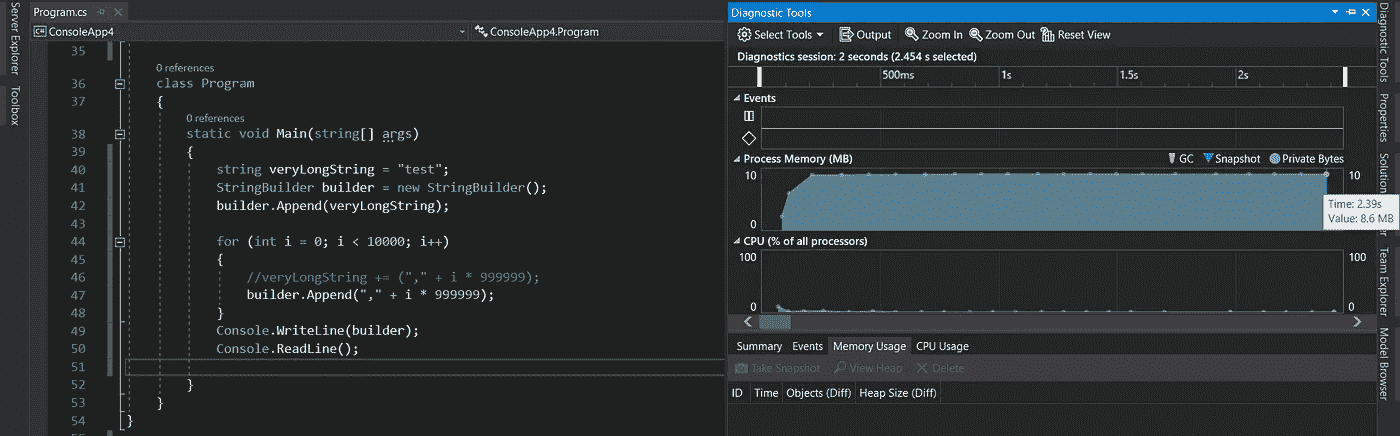 Server Explorer
Toolbox
Program.cs
ConsoleApp4
ConsoleApp4.Program
35
0 references
36 class Program
37 {
0 references
38 static void Main(string[] args)
39 {
40 string veryLongString = "test";
41 StringBuilder builder = new StringBuilder();
42 builder.Append(veryLongString);
43
44 for (int i = 0; i < 10000; i++)
45 {
46 //veryLongString += ("," + i * 999999);
47 builder.Append("," + i * 999999);
48 }
49 Console.WriteLine(builder);
50 Console.ReadLine();
51
52 }
53 }
54 }
Diagnostic Tools
Select Tools Output Zoom In Zoom Out Reset View
Diagnostics session: 2 seconds (2.454 s selected)
500ms 1s 1.5s 2s
Events
Process Memory (MB) GC Snapshot Private Bytes
10 10
0
Time: 2.39s
Value: 8.6 MB
CPU (% of all processors)
100 100
0 0
Summary Events Memory Usage CPU Usage
Take Snapshot View Heap Delete
ID Time Objects (Diff) Heap Size (Diff)
Diagnostic Tools
Properties
Solution
Team Explorer
Model Browser